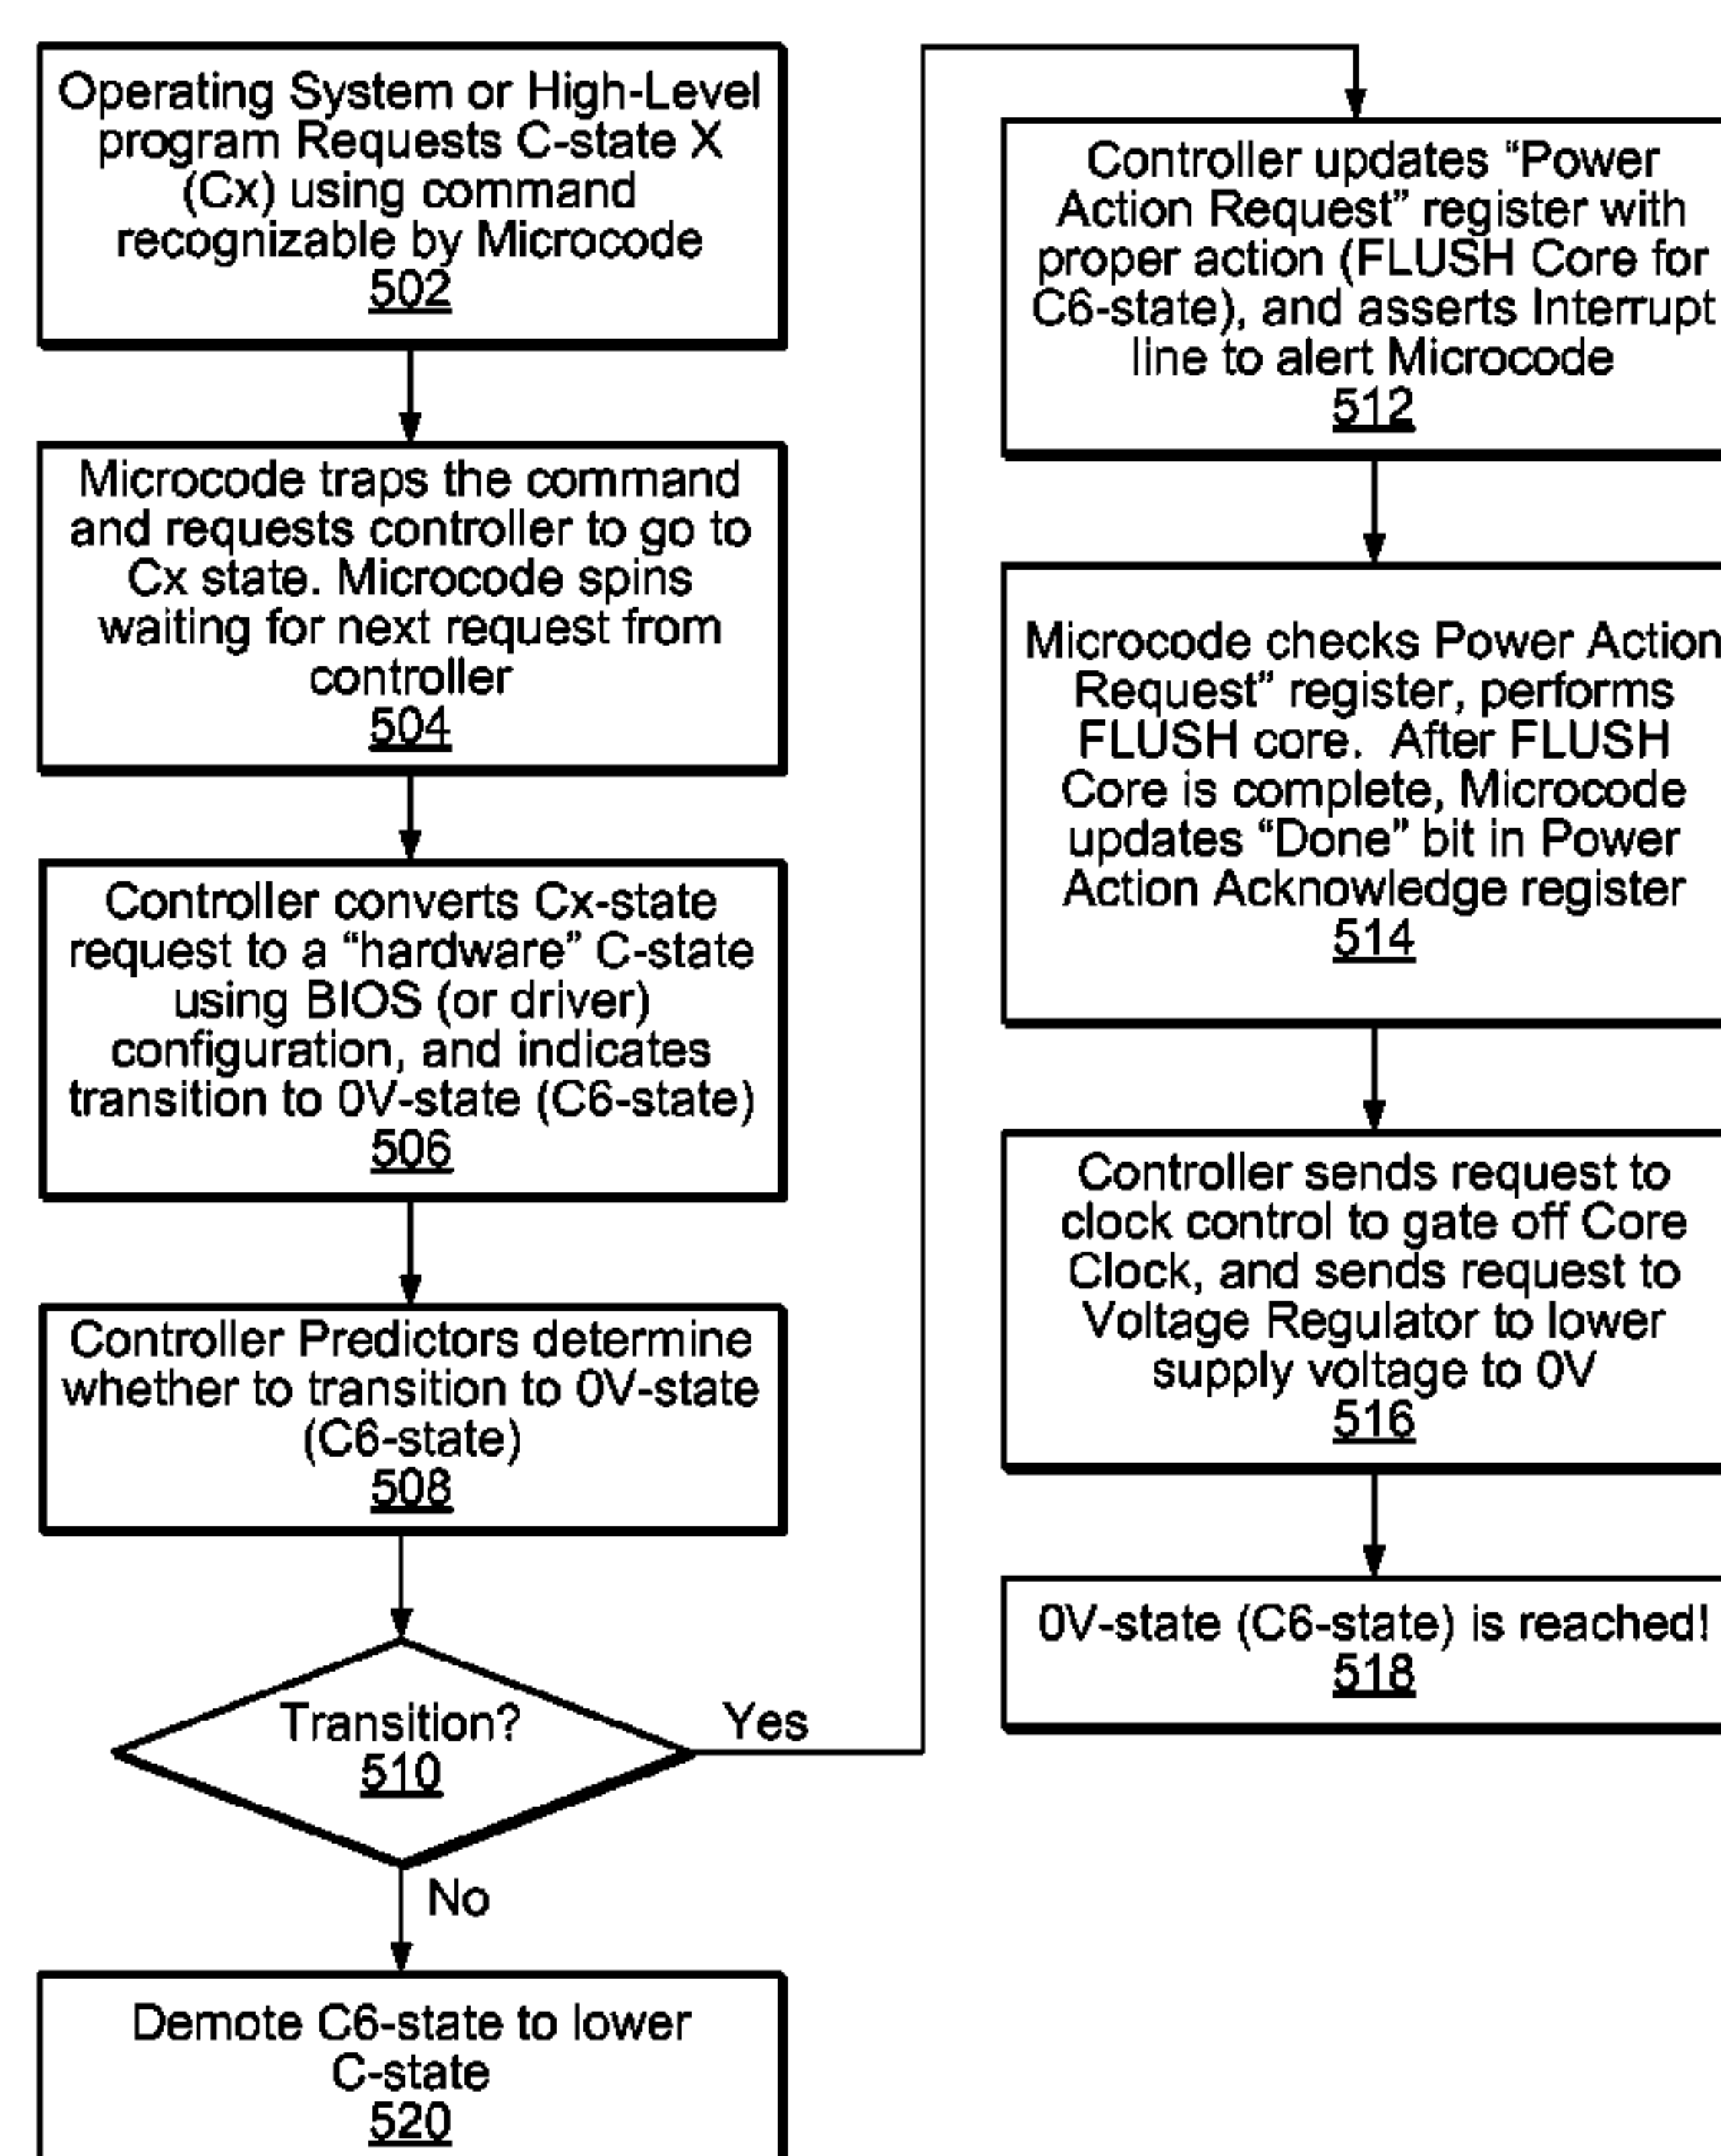 Operating System or High-Level
program Requests C-state X
(Cx) using command
recognizable by Microcode
502
Microcode traps the command
and requests controller to go to
Cx state. Microcode spins
waiting for next request from
controller
504
Controller converts Cx-state
request to a “hardware” C-state
using BIOS (or driver)
configuration, and indicates
transition to 0V-state (C6-state)
506
Controller Predictors determine
whether to transition to 0V-state
(C6-state)
508
Transition?
510
Yes
No
Demote C6-state to lower
C-state
520
Controller updates “Power
Action Request” register with
proper action (FLUSH Core for
C6-state), and asserts Interrupt
line to alert Microcode
512
Microcode checks Power Action
Request” register, performs
FLUSH core. After FLUSH
Core is complete, Microcode
updates “Done” bit in Power
Action Acknowledge register
514
Controller sends request to
clock control to gate off Core
Clock, and sends request to
Voltage Regulator to lower
supply voltage to 0V
516
0V-state (C6-state) is reached!
518